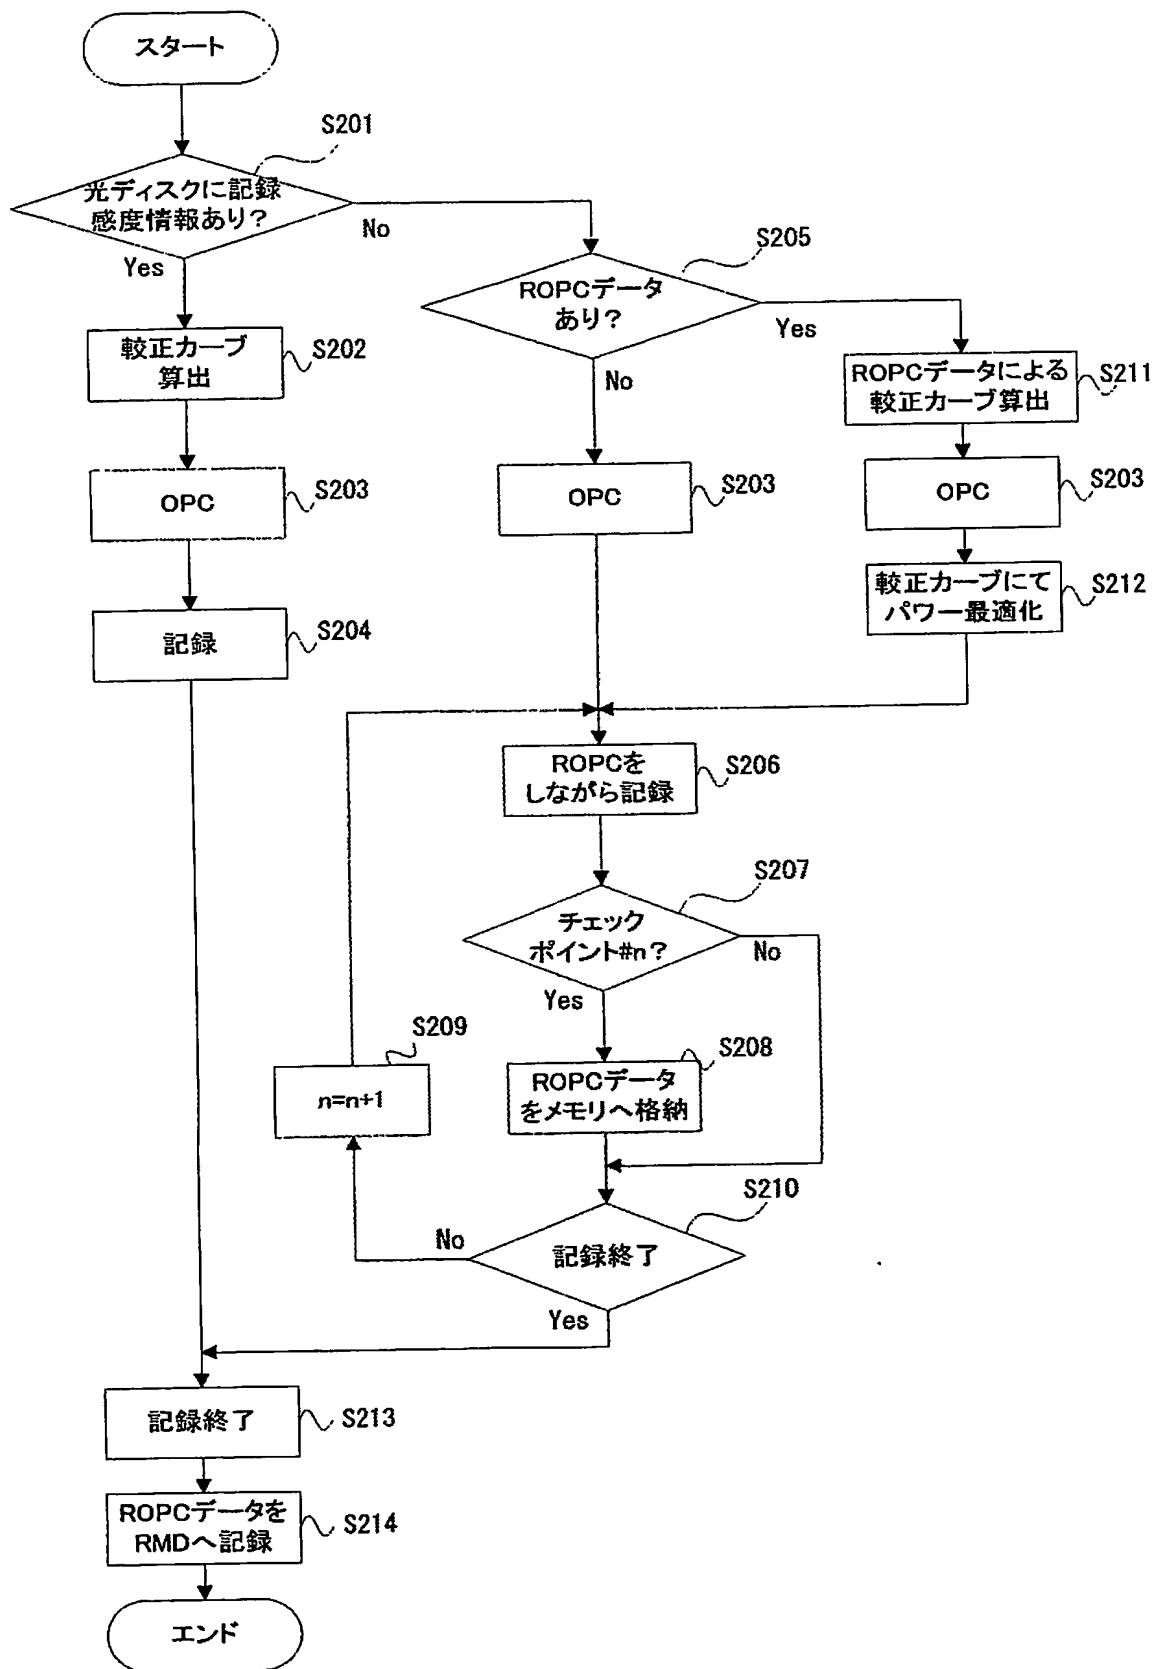 スタート
S201
光ディスクに記録
感度情報あり?
No
Yes
S205
ROPCデータ
あり?
Yes
No
較正カーブ
算出
S202
ROPCデータによる
較正カーブ算出
S211
OPC
S203
OPC
S203
OPC
S203
較正カーブにて
パワー最適化
S212
記録
S204
ROPCを
しながら記録
S206
S207
チェック
ポイント#n?
No
Yes
S209
n=n+1
S208
ROPCデータ
をメモリへ格納
S210
No
記録終了
Yes
記録終了
S213
ROPCデータを
RMDへ記録
S214
エンド